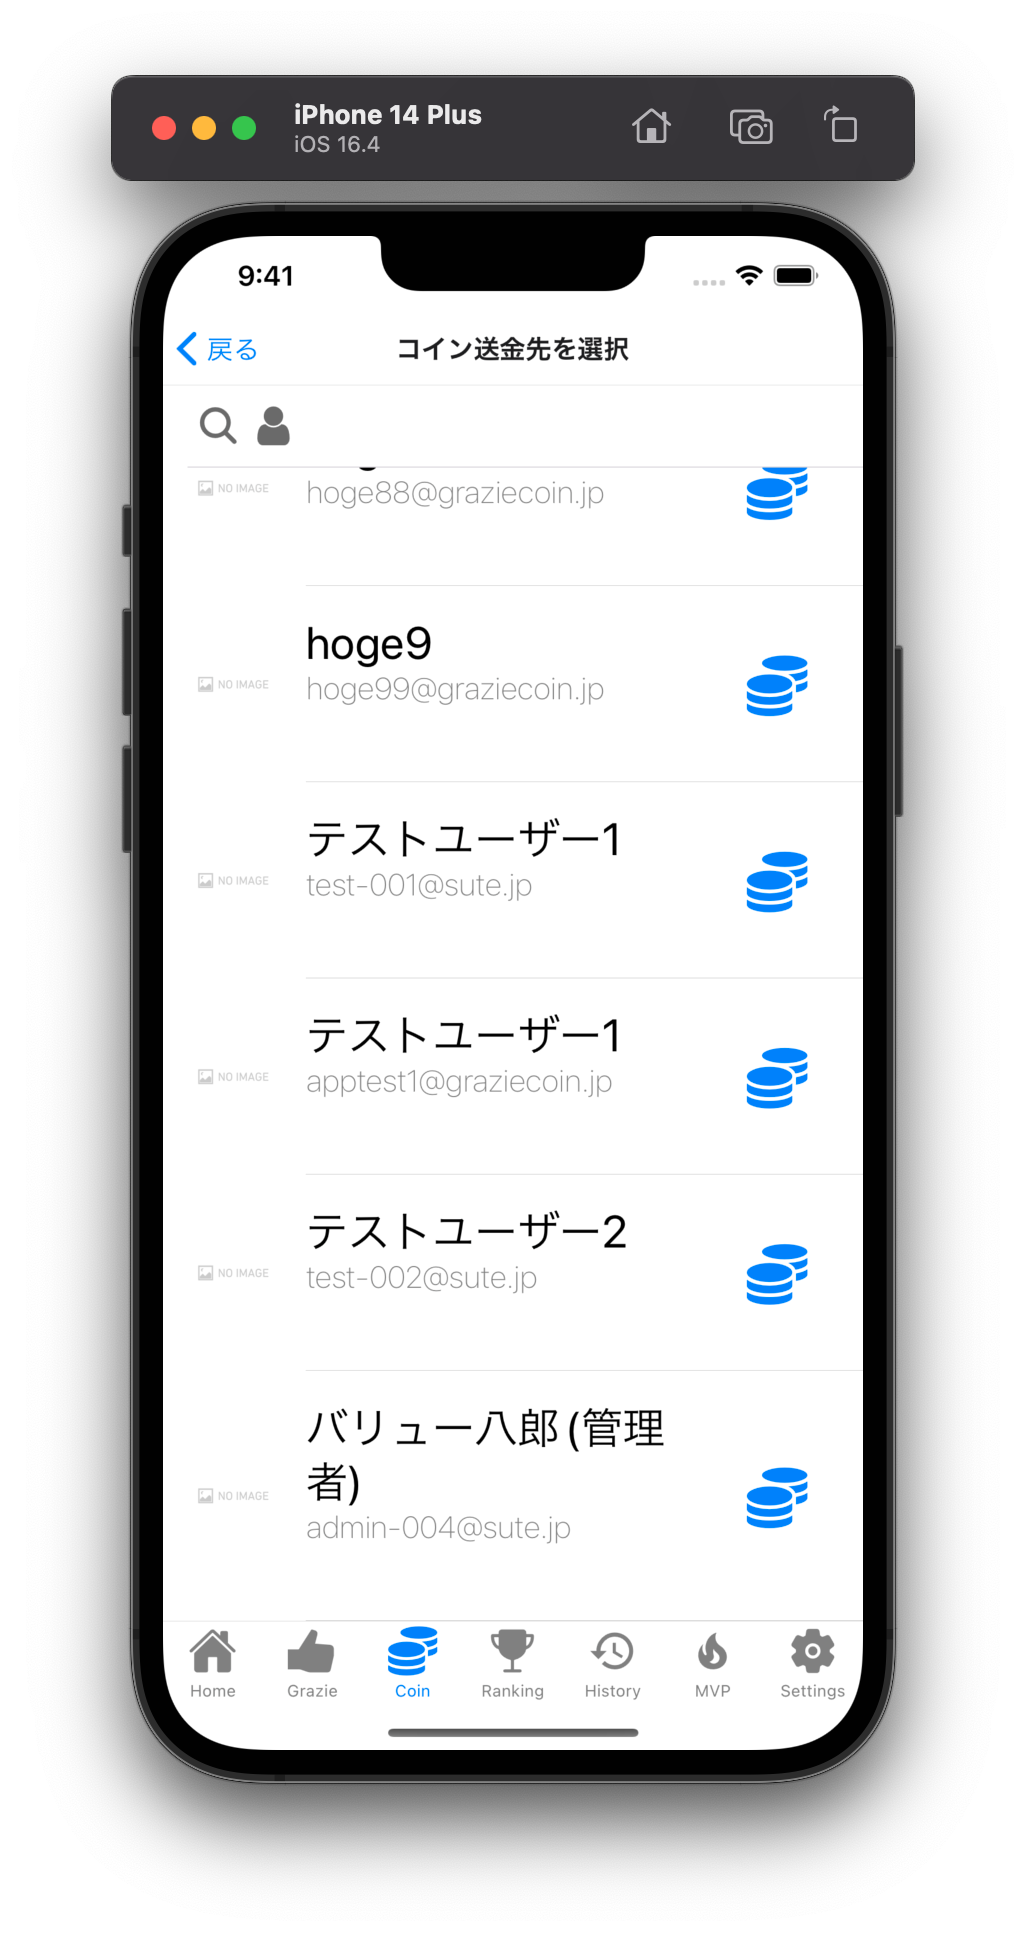 iPhone 14 Plus
iOS 16.4
9:41
戻る
コイン送金先を選択
NO IMAGE
hoge88@graziecoin.jp
hoge9
NO IMAGE
hoge99@graziecoin.jp
テストユーザー1
NO IMAGE
test-001@sute.jp
テストユーザー1
NO IMAGE
apptest1@graziecoin.jp
テストユーザー2
NO IMAGE
test-002@sute.jp
バリュー八郎 (管理
者)
NO IMAGE
admin-004@sute.jp
Home
Grazie
Coin
Ranking
History
MVP
Settings